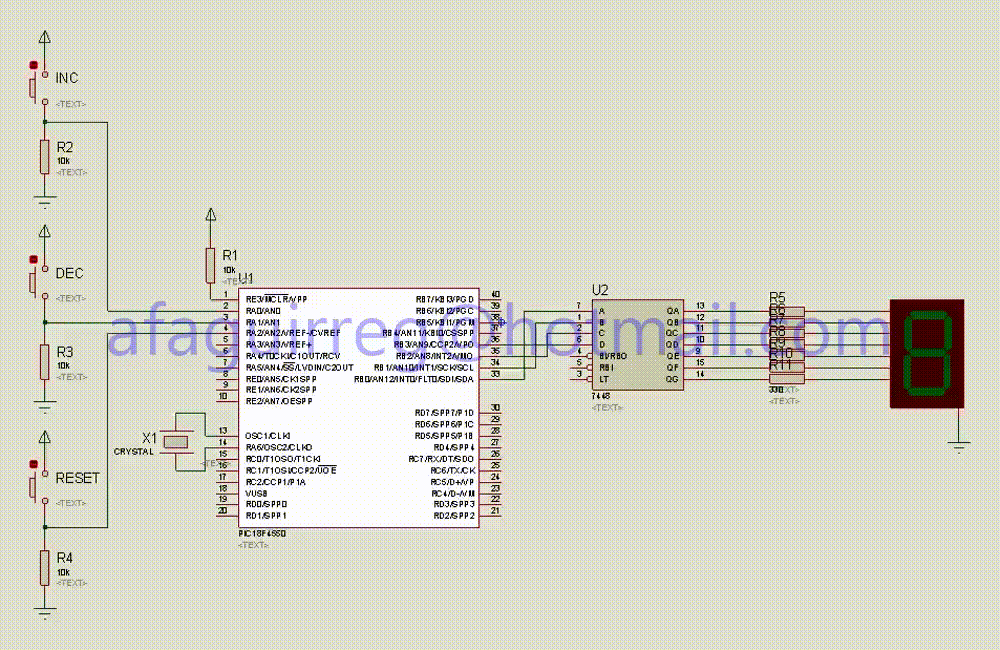 INC
<TEXT>
R2
10k
<TEXT>
DEC
<TEXT>
R3
10k
<TEXT>
RESET
<TEXT>
R4
10k
<TEXT>
R1
10k
<TEXT>
X1
CRYSTAL
<TEXT>
U1
1 RE3/MCLR/VPP
2 RA0/AN0
3 RA1/AN1
4 RA2/AN2/VREF-/CVREF
5 RA3/AN3/VREF+
6 RA4/T0CKI/C1OUT/RCV
7 RA5/AN4/SS/LVDIN/C2OUT
8 RE0/AN5/CK1SPP
9 RE1/AN6/CK2SPP
10 RE2/AN7/OESPP
13 OSC1/CLKI
14 RA6/OSC2/CLKO
15 RC0/T1OSO/T1CKI
16 RC1/T1OSI/CCP2/UOE
17 RC2/CCP1/P1A
18 VUSB
19 RD0/SPP0
20 RD1/SPP1
RB7/KBI3/PGD 40
RB6/KBI2/PGC 39
RB5/KBI1/PGM 38
RB4/AN11/KBI0/CSSPP 37
RB3/AN9/CCP2/VPO 36
RB2/AN8/INT2/VMO 35
RB1/AN10/INT1/SCK/SCL 34
RB0/AN12/INT0/FLT0/SDI/SDA 33
RD7/SPP7/P1D 30
RD6/SPP6/P1C 29
RD5/SPP5/P1B 28
RD4/SPP4 27
RC7/RX/DT/SDO 26
RC6/TX/CK 25
RC5/D+/VP 24
RC4/D-/VM 23
RD3/SPP3 22
RD2/SPP2 21
PIC18F4550
<TEXT>
U2
7 A QA 13
1 B QB 12
2 C QC 11
6 D QD 10
4 BI/RBO QE 9
5 RBI QF 15
3 LT QG 14
7448
<TEXT>
R5
R6
R7
R8
R9
R10
R11
330
<TEXT>
afaguirreq@hotmail.com